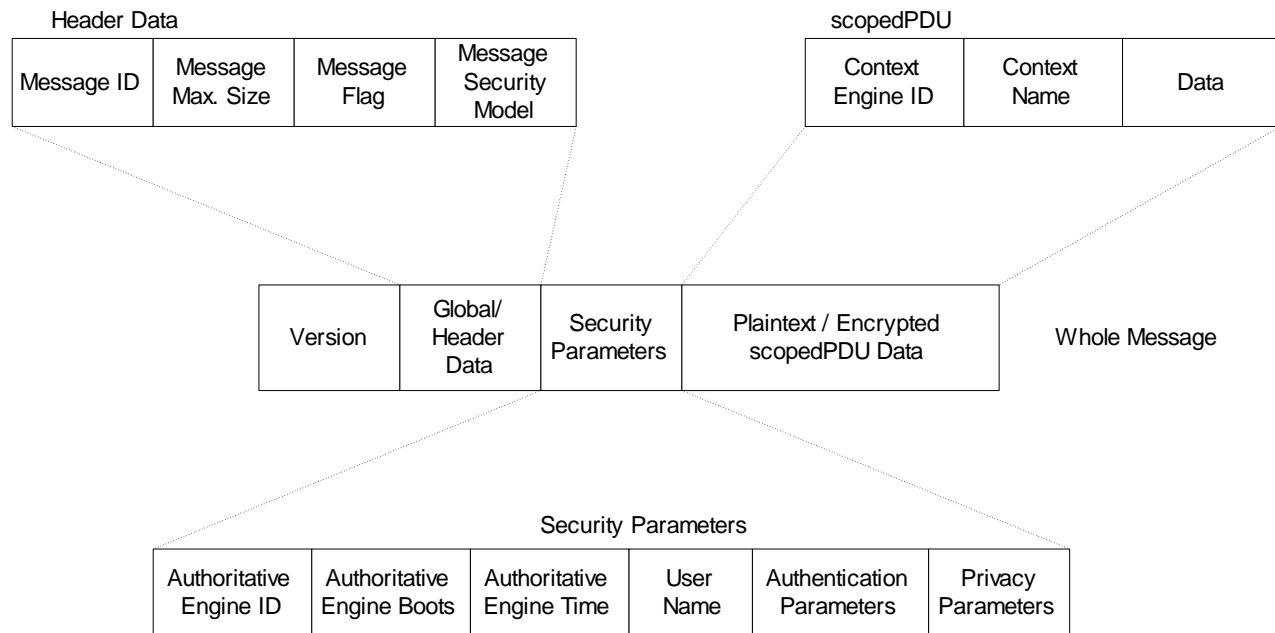 Header Data
Message ID
Message
Max. Size
Message
Flag
Message
Security
Model
scopedPDU
Context
Engine ID
Context
Name
Data
Version
Global/
Header
Data
Security
Parameters
Plaintext / Encrypted
scopedPDU Data
Whole Message
Security Parameters
Authoritative
Engine ID
Authoritative
Engine Boots
Authoritative
Engine Time
User
Name
Authentication
Parameters
Privacy
Parameters